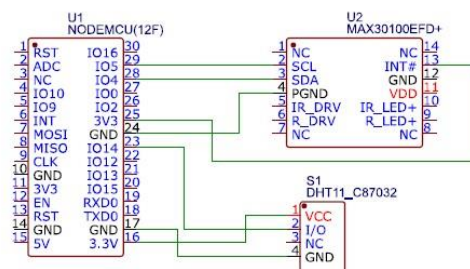 U1
NODEMCU(12F)
1 RST IO16 30
2 ADC IO5 29
3 NC IO4 28
4 IO10 IO0 27
5 IO9 IO2 26
6 INT 3V3 25
7 MOSI GND 24
8 MISO IO14 23
9 CLK IO12 22
10 GND IO13 21
11 3V3 IO15 20
12 EN RXD0 19
13 RST TXD0 18
14 GND GND 17
15 5V 3.3V 16
U2
MAX30100EFD+
1 NC NC 14
2 SCL INT# 13
3 SDA GND 12
4 PGND VDD 11
5 IR_DRV IR_LED+ 10
6 R_DRV R_LED+ 9
7 NC NC 8
S1
DHT11_C87032
1 VCC
2 I/O
3 NC
4 GND